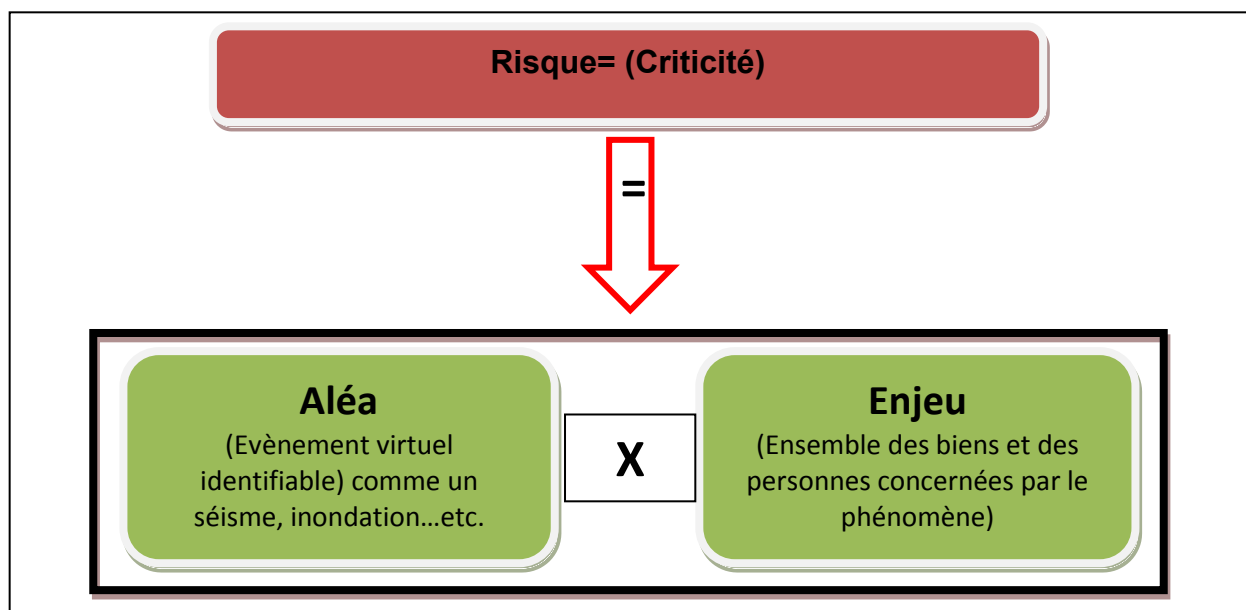 Risque= (Criticité)
=
Aléa
(Evènement virtuel
identifiable) comme un
séisme, inondation…etc.
X
Enjeu
(Ensemble des biens et des
personnes concernées par le
phénomène)